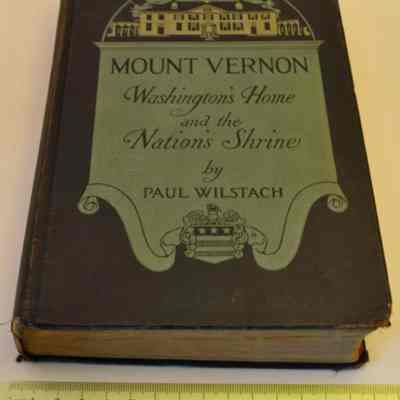 MOUNT VERNON
Washington's Home
and the
Nation's Shrine
by
PAUL WILSTACH